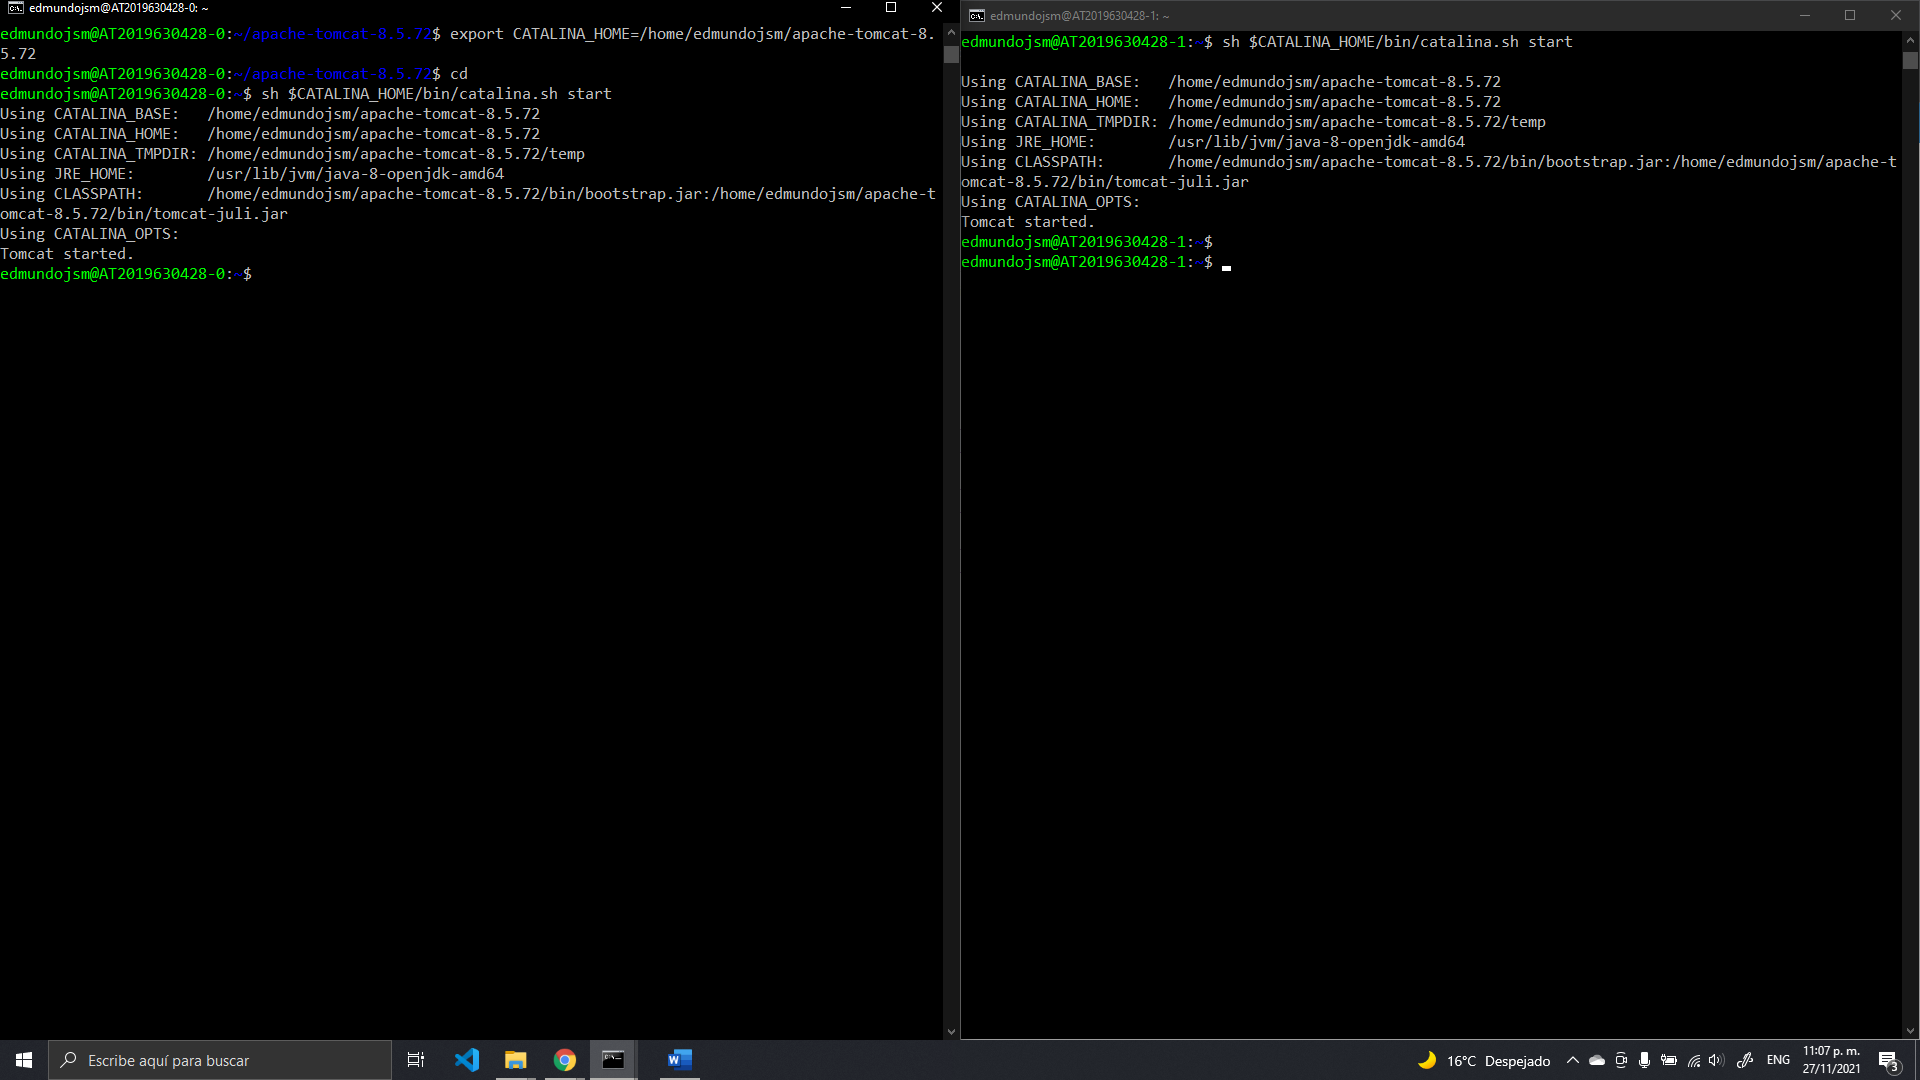 edmundojsm@AT2019630428-0: ~
edmundojsm@AT2019630428-0:~/apache-tomcat-8.5.72$ export CATALINA_HOME=/home/edmundojsm/apache-tomcat-8.
5.72
edmundojsm@AT2019630428-0:~/apache-tomcat-8.5.72$ cd
edmundojsm@AT2019630428-0:~$ sh $CATALINA_HOME/bin/catalina.sh start
Using CATALINA_BASE:   /home/edmundojsm/apache-tomcat-8.5.72
Using CATALINA_HOME:   /home/edmundojsm/apache-tomcat-8.5.72
Using CATALINA_TMPDIR: /home/edmundojsm/apache-tomcat-8.5.72/temp
Using JRE_HOME:        /usr/lib/jvm/java-8-openjdk-amd64
Using CLASSPATH:       /home/edmundojsm/apache-tomcat-8.5.72/bin/bootstrap.jar:/home/edmundojsm/apache-t
omcat-8.5.72/bin/tomcat-juli.jar
Using CATALINA_OPTS:
Tomcat started.
edmundojsm@AT2019630428-0:~$
edmundojsm@AT2019630428-1: ~
edmundojsm@AT2019630428-1:~$ sh $CATALINA_HOME/bin/catalina.sh start
Using CATALINA_BASE:   /home/edmundojsm/apache-tomcat-8.5.72
Using CATALINA_HOME:   /home/edmundojsm/apache-tomcat-8.5.72
Using CATALINA_TMPDIR: /home/edmundojsm/apache-tomcat-8.5.72/temp
Using JRE_HOME:        /usr/lib/jvm/java-8-openjdk-amd64
Using CLASSPATH:       /home/edmundojsm/apache-tomcat-8.5.72/bin/bootstrap.jar:/home/edmundojsm/apache-t
omcat-8.5.72/bin/tomcat-juli.jar
Using CATALINA_OPTS:
Tomcat started.
edmundojsm@AT2019630428-1:~$
edmundojsm@AT2019630428-1:~$
Escribe aquí para buscar
16°C Despejado
ENG
11:07 p. m.
27/11/2021
3